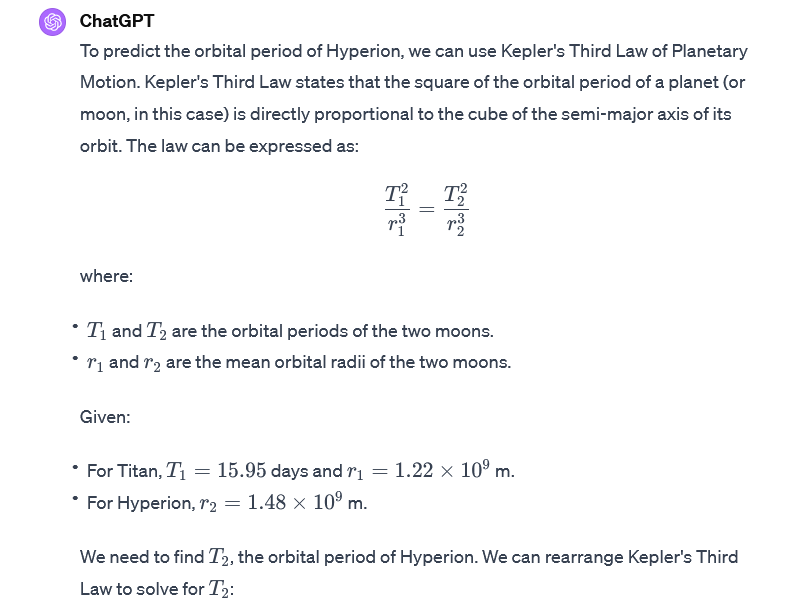 ChatGPT
To predict the orbital period of Hyperion, we can use Kepler's Third Law of Planetary
Motion. Kepler's Third Law states that the square of the orbital period of a planet (or
moon, in this case) is directly proportional to the cube of the semi-major axis of its
orbit. The law can be expressed as:
$\frac{T_1^2}{r_1^3} = \frac{T_2^2}{r_2^3}$
where:
• $T_1$ and $T_2$ are the orbital periods of the two moons.
• $r_1$ and $r_2$ are the mean orbital radii of the two moons.
Given:
• For Titan, $T_1 = 15.95$ days and $r_1 = 1.22 \times 10^9$ m.
• For Hyperion, $r_2 = 1.48 \times 10^9$ m.
We need to find $T_2$, the orbital period of Hyperion. We can rearrange Kepler's Third
Law to solve for $T_2$: